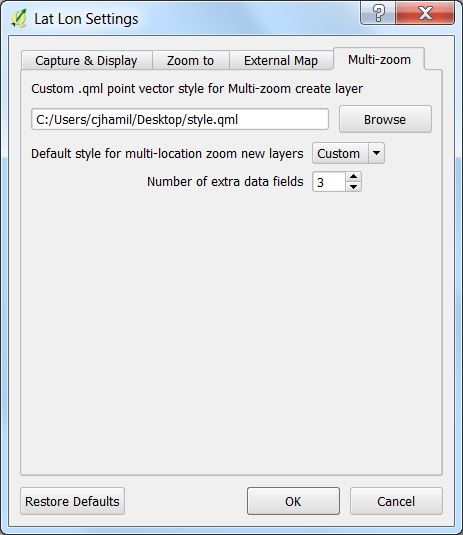 Lat Lon Settings
Capture & Display Zoom to External Map Multi-zoom
Custom .qml point vector style for Multi-zoom create layer
C:/Users/cjhamil/Desktop/style.qml Browse
Default style for multi-location zoom new layers Custom
Number of extra data fields 3
Restore Defaults OK Cancel